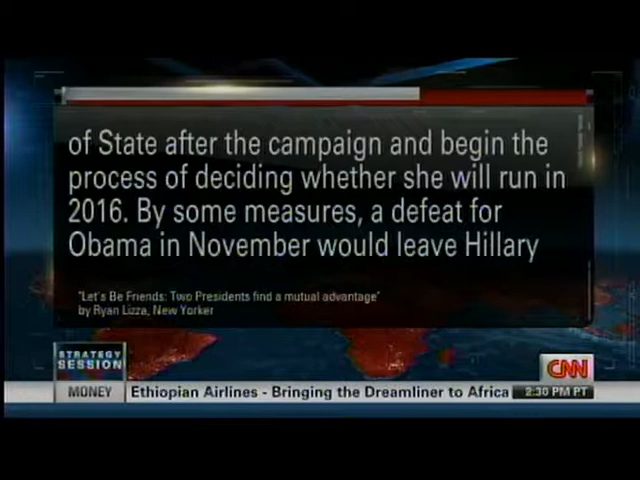 of State after the campaign and begin the
process of deciding whether she will run in
2016. By some measures, a defeat for
Obama in November would leave Hillary
"Let's Be Friends: Two Presidents find a mutual advantage"
by Ryan Lizza, New Yorker
STRATEGY
SESSION
CNN
MONEY Ethiopian Airlines - Bringing the Dreamliner to Africa 2:30 PM PT